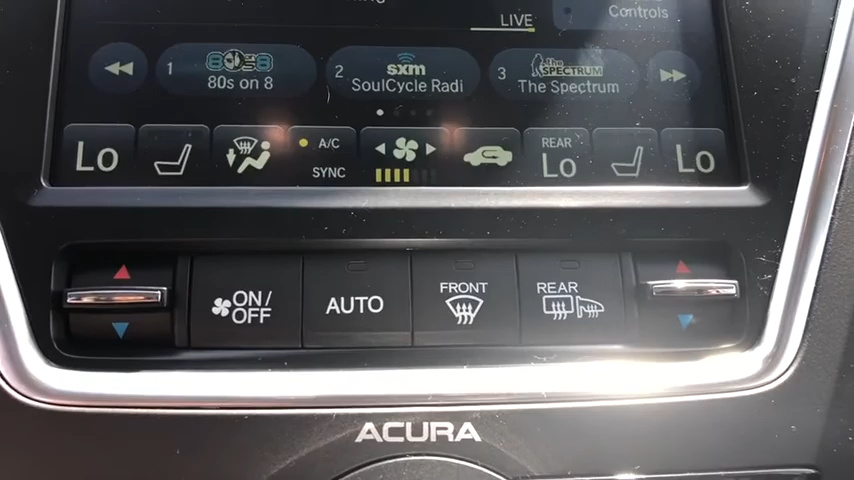 LIVE
Controls
1
80s on 8
2
sxm
SoulCycle Radi
3
The
SPECTRUM
The Spectrum
Lo
A/C
SYNC
REAR
Lo
Lo
ON/
OFF
AUTO
FRONT
REAR
ACURA